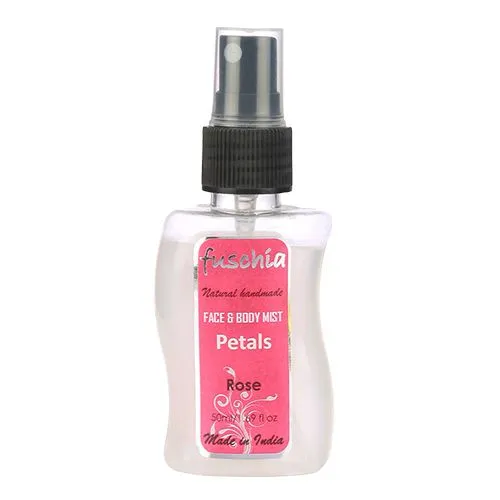 fuschia
Natural handmade
FACE & BODY MIST
Petals
Rose
50ml/1.69 fl oz
Made in India